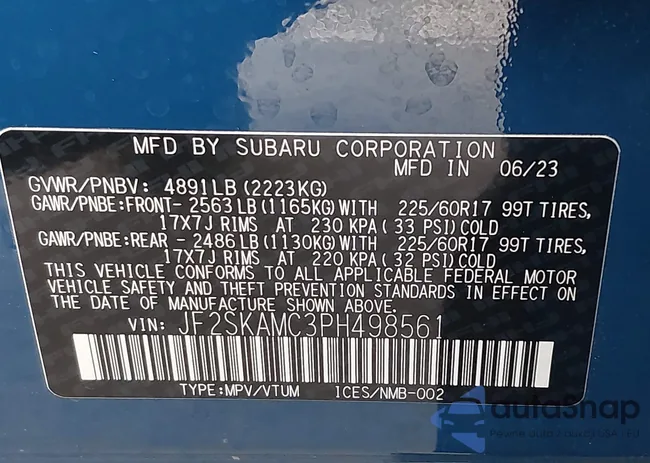 MFD BY SUBARU CORPORATION
MFD IN 06/23
GVWR/PNBV: 4891LB (2223KG)
GAWR/PNBE:FRONT- 2563LB (1165KG)WITH 225/60R17 99T TIRES,
17X7J RIMS AT 230 KPA( 33 PSI)COLD
GAWR/PNBE:REAR - 2486LB (1130KG)WITH 225/60R17 99T TIRES,
17X7J RIMS AT 220 KPA( 32 PSI)COLD
THIS VEHICLE CONFORMS TO ALL APPLICABLE FEDERAL MOTOR
VEHICLE SAFETY AND THEFT PREVENTION STANDARDS IN EFFECT ON
THE DATE OF MANUFACTURE SHOWN ABOVE.
VIN: JF2SKAMC3PH498561
TYPE:MPV/VTUM ICES/NMB-002
autoSnap